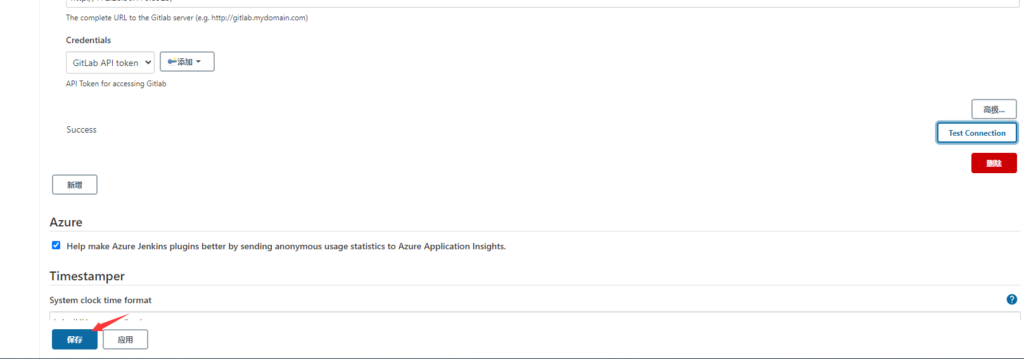 The complete URL to the Gitlab server (e.g. http://gitlab.mydomain.com)
Credentials
GitLab API token
添加
API Token for accessing Gitlab
高级...
Success
Test Connection
删除
新增
Azure
Help make Azure Jenkins plugins better by sending anonymous usage statistics to Azure Application Insights.
Timestamper
System clock time format
保存
应用